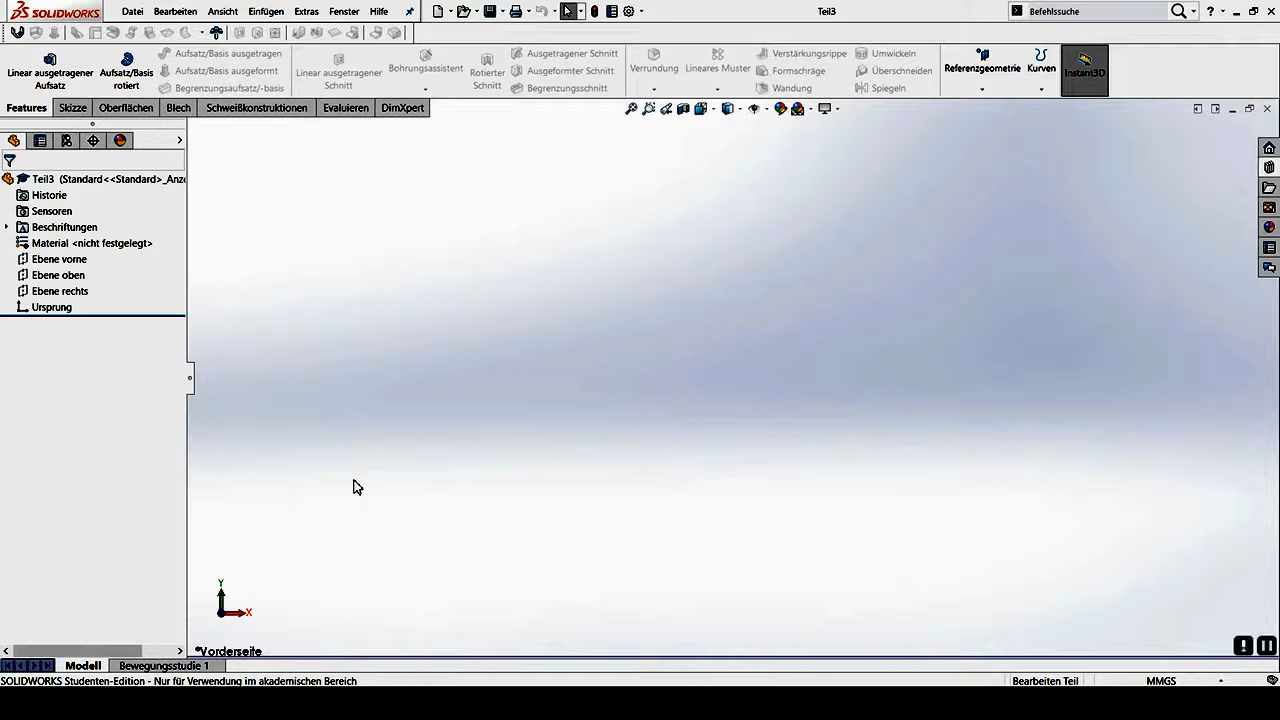 SOLIDWORKS Datei Bearbeiten Ansicht Einfügen Extras Fenster Hilfe Teil3 Befehlssuche ?
Linear ausgetragener Aufsatz
Aufsatz/Basis rotiert
Aufsatz/Basis ausgetragen
Aufsatz/Basis ausgeformt
Begrenzungsaufsatz/-basis
Linear ausgetragener Schnitt
Bohrungsassistent
Rotierter Schnitt
Ausgetragener Schnitt
Ausgeformter Schnitt
Begrenzungsschnitt
Verrundung
Lineares Muster
Verstärkungsrippe
Formschräge
Wandung
Umwickeln
Überschneiden
Spiegeln
Referenzgeometrie
Kurven
Instant3D
Features Skizze Oberflächen Blech Schweißkonstruktionen Evaluieren DimXpert
Teil3 (Standard<<Standard>_Anze
Historie
Sensoren
Beschriftungen
Material <nicht festgelegt>
Ebene vorne
Ebene oben
Ebene rechts
Ursprung
Y
X
*Vorderseite
Modell Bewegungsstudie 1
SOLIDWORKS Studenten-Edition - Nur für Verwendung im akademischen Bereich Bearbeiten Teil MMGS